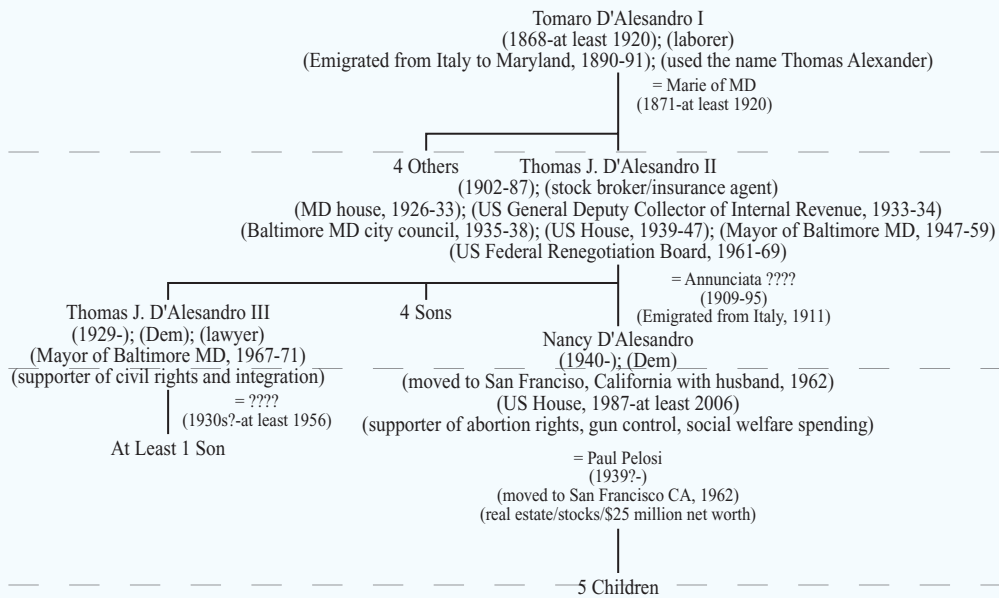 Tomaro D'Alesandro I
(1868-at least 1920); (laborer)
(Emigrated from Italy to Maryland, 1890-91); (used the name Thomas Alexander)
= Marie of MD
(1871-at least 1920)
4 Others
Thomas J. D'Alesandro II
(1902-87); (stock broker/insurance agent)
(MD house, 1926-33); (US General Deputy Collector of Internal Revenue, 1933-34)
(Baltimore MD city council, 1935-38); (US House, 1939-47); (Mayor of Baltimore MD, 1947-59)
(US Federal Renegotiation Board, 1961-69)
= Annunciata ????
(1909-95)
(Emigrated from Italy, 1911)
Thomas J. D'Alesandro III
(1929-); (Dem); (lawyer)
(Mayor of Baltimore MD, 1967-71)
(supporter of civil rights and integration)
= ????
(1930s?-at least 1956)
At Least 1 Son
4 Sons
Nancy D'Alesandro
(1940-); (Dem)
(moved to San Franciso, California with husband, 1962)
(US House, 1987-at least 2006)
(supporter of abortion rights, gun control, social welfare spending)
= Paul Pelosi
(1939?-)
(moved to San Francisco CA, 1962)
(real estate/stocks/$25 million net worth)
5 Children